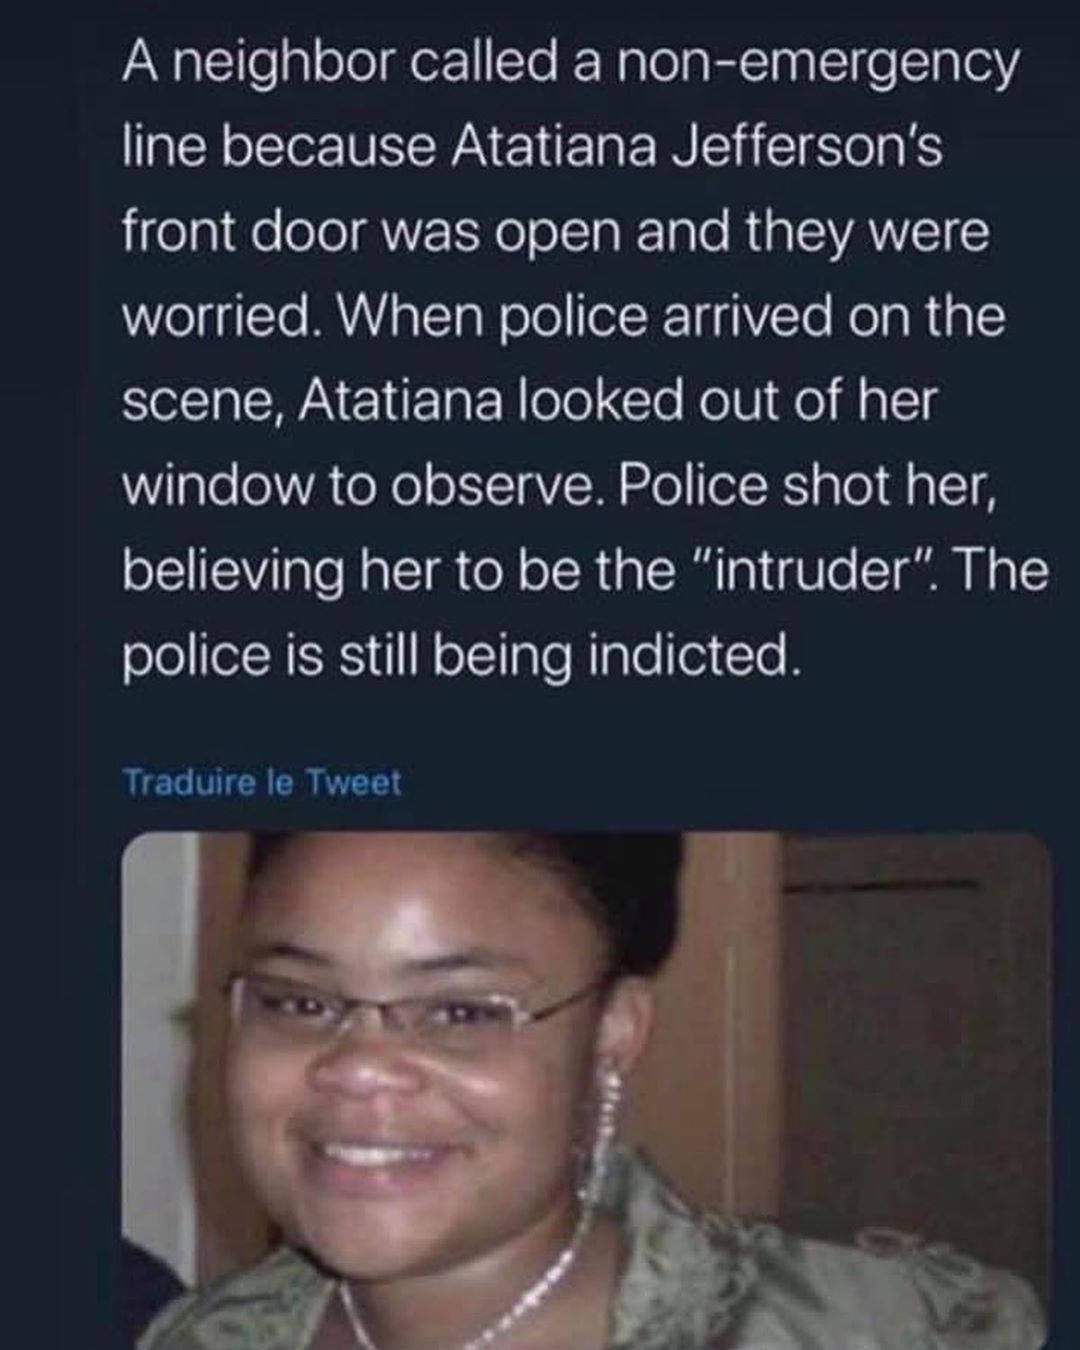 A neighbor called a non-emergency
line because Atatiana Jefferson's
front door was open and they were
worried. When police arrived on the
scene, Atatiana looked out of her
window to observe. Police shot her,
believing her to be the "intruder". The
police is still being indicted.
Traduire le Tweet